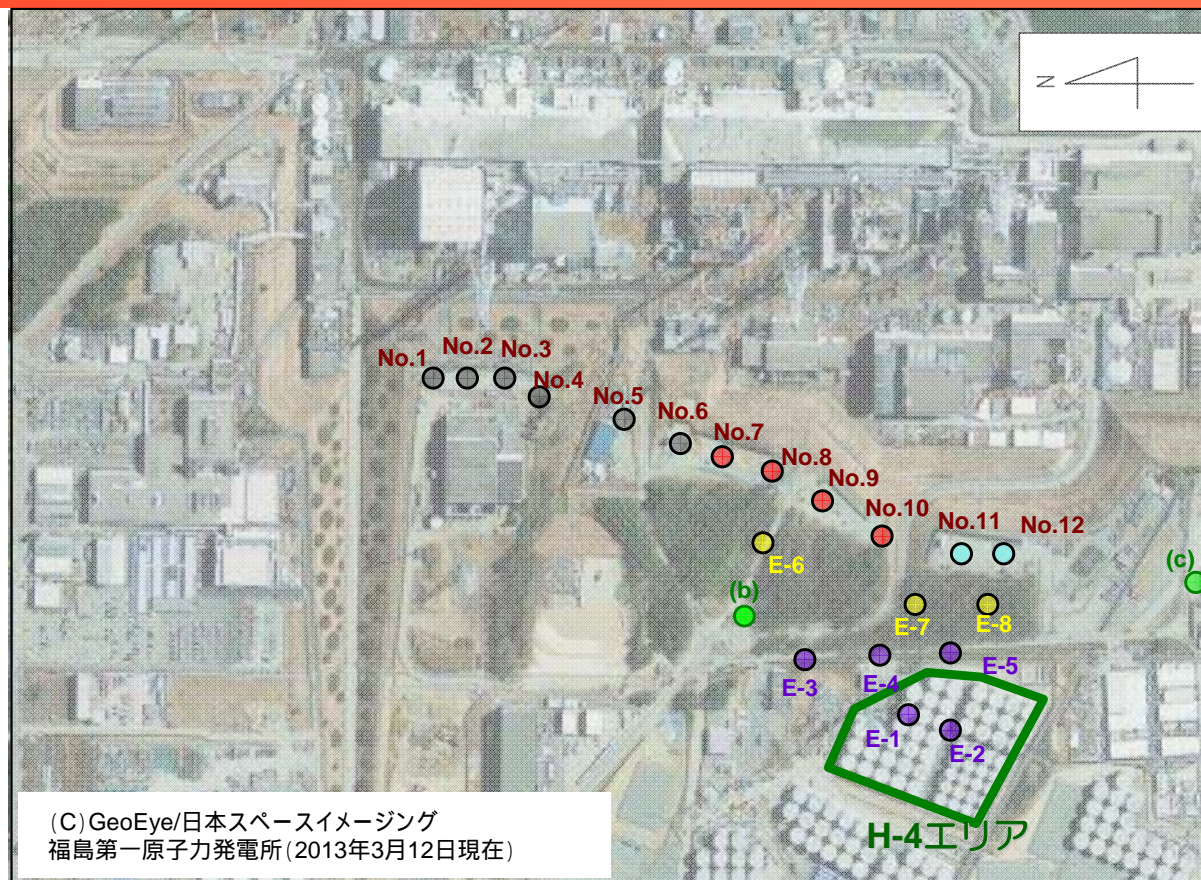 N
No.1
No.2
No.3
No.4
No.5
No.6
No.7
No.8
No.9
No.10
No.11
No.12
E-6
(b)
(c)
E-7
E-8
E-3
E-4
E-5
E-1
E-2
H-4エリア
(C)GeoEye/日本スペースイメージング
福島第一原子力発電所(2013年3月12日現在)